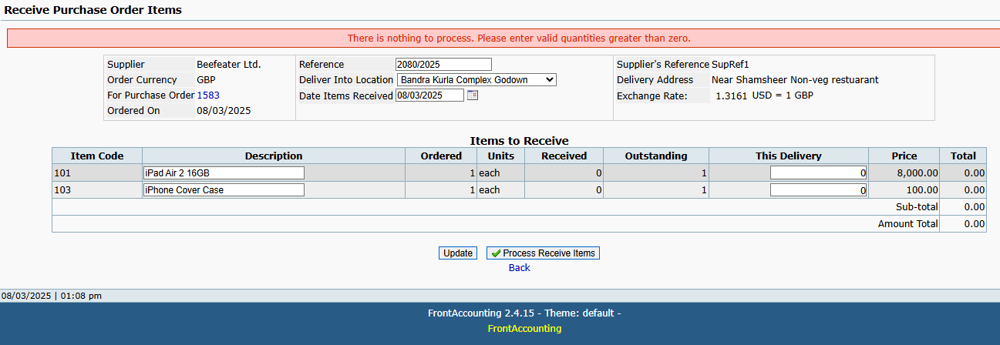 Receive Purchase Order Items
There is nothing to process. Please enter valid quantities greater than zero.
Supplier Beefeater Ltd. Reference 2080/2025 Supplier's Reference SupRef1
Order Currency GBP Deliver Into Location Bandra Kurla Complex Godown Delivery Address Near Shamsheer Non-veg restuarant
For Purchase Order 1583 Date Items Received 08/03/2025 Exchange Rate: 1.3161 USD = 1 GBP
Ordered On 08/03/2025
Items to Receive
Item Code Description Ordered Units Received Outstanding This Delivery Price Total
101 iPad Air 2 16GB 1 each 0 1 0 8,000.00 0.00
103 iPhone Cover Case 1 each 0 1 0 100.00 0.00
Sub-total 0.00
Amount Total 0.00
Update Process Receive Items
Back
08/03/2025 | 01:08 pm
FrontAccounting 2.4.15 - Theme: default -
FrontAccounting